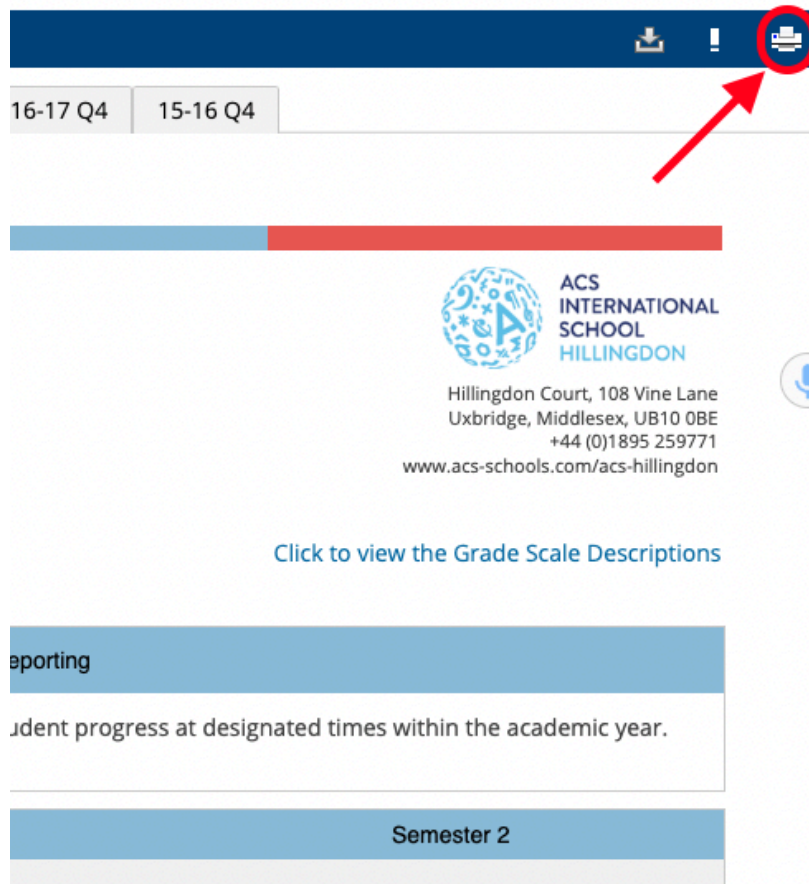 16-17 Q4
15-16 Q4
ACS
INTERNATIONAL
SCHOOL
HILLINGDON
Hillingdon Court, 108 Vine Lane
Uxbridge, Middlesex, UB10 0BE
+44 (0)1895 259771
www.acs-schools.com/acs-hillingdon
Click to view the Grade Scale Descriptions
eporting
udent progress at designated times within the academic year.
Semester 2